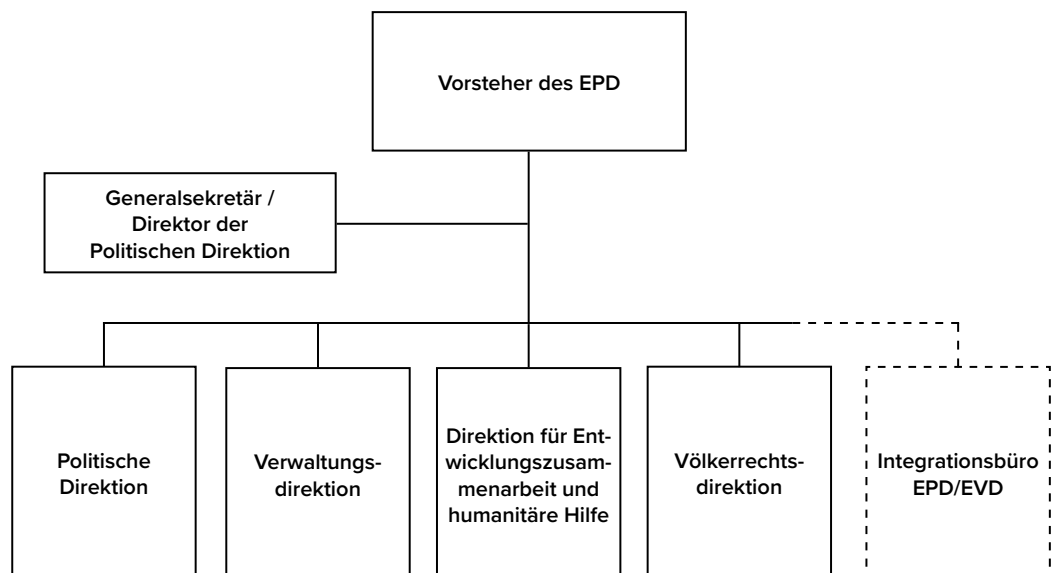 Vorsteher des EPD
Generalsekretär /
Direktor der
Politischen Direktion
Politische
Direktion
Verwaltungs-
direktion
Direktion für Ent-
wicklungszusam-
menarbeit und
humanitäre Hilfe
Völkerrechts-
direktion
Integrationsbüro
EPD/EVD